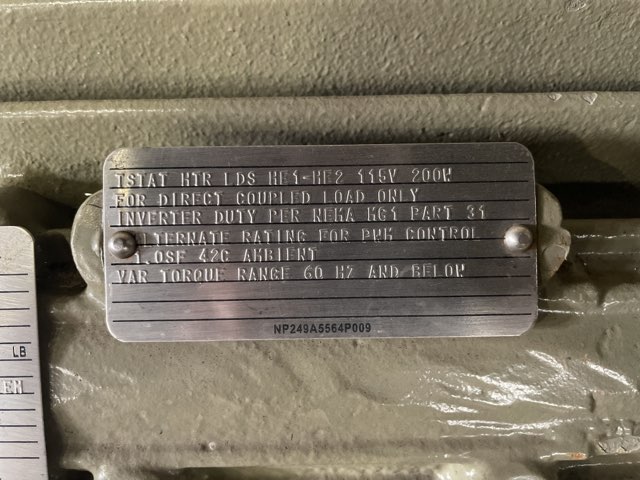 TSTAT HTR LDS HE1-HE2 115V 200W
FOR DIRECT COUPLED LOAD ONLY
INVERTER DUTY PER NEMA MG1 PART 31
ALTERNATE RATING FOR PWM CONTROL
1.0SF 42C AMBIENT
VAR TORQUE RANGE 60 HZ AND BELOW
NP249A5564P009
LB